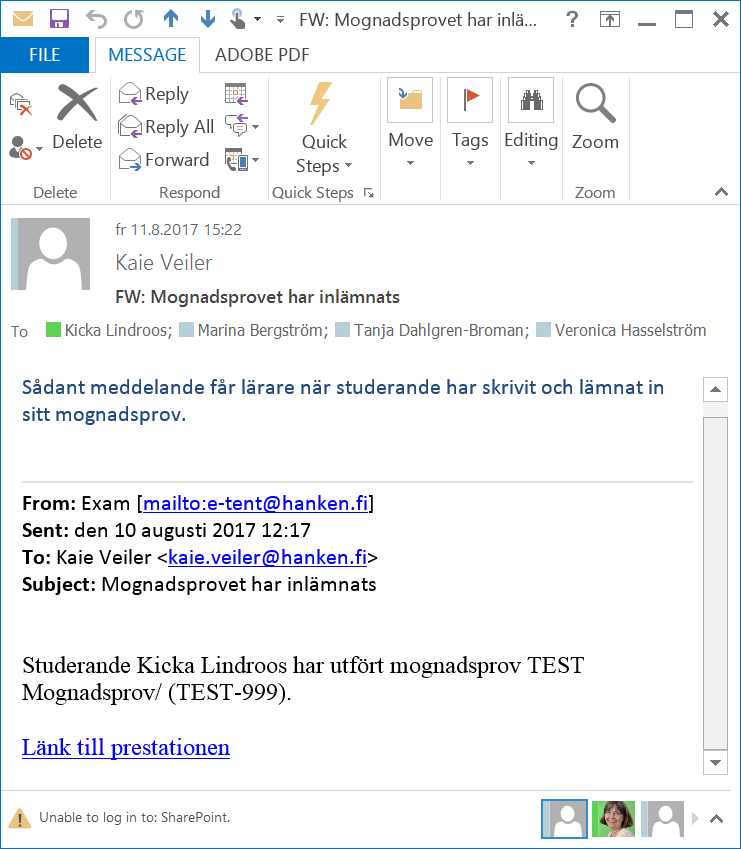 FW: Mognadsprovet har inlä...
?
FILE
MESSAGE
ADOBE PDF
Delete
Reply
Reply All
Forward
Quick
Steps
Move
Tags
Editing
Zoom
Delete
Respond
Quick Steps
Zoom
fr 11.8.2017 15:22
Kaie Veiler
FW: Mognadsprovet har inlämnats
To Kicka Lindroos; Marina Bergström; Tanja Dahlgren-Broman; Veronica Hasselström
Sådant meddelande får lärare när studerande har skrivit och lämnat in
sitt mognadsprov.
From: Exam [mailto:e-tent@hanken.fi]
Sent: den 10 augusti 2017 12:17
To: Kaie Veiler <kaie.veiler@hanken.fi>
Subject: Mognadsprovet har inlämnats
Studerande Kicka Lindroos har utfört mognadsprov TEST
Mognadsprov/ (TEST-999).
Länk till prestationen
Unable to log in to: SharePoint.